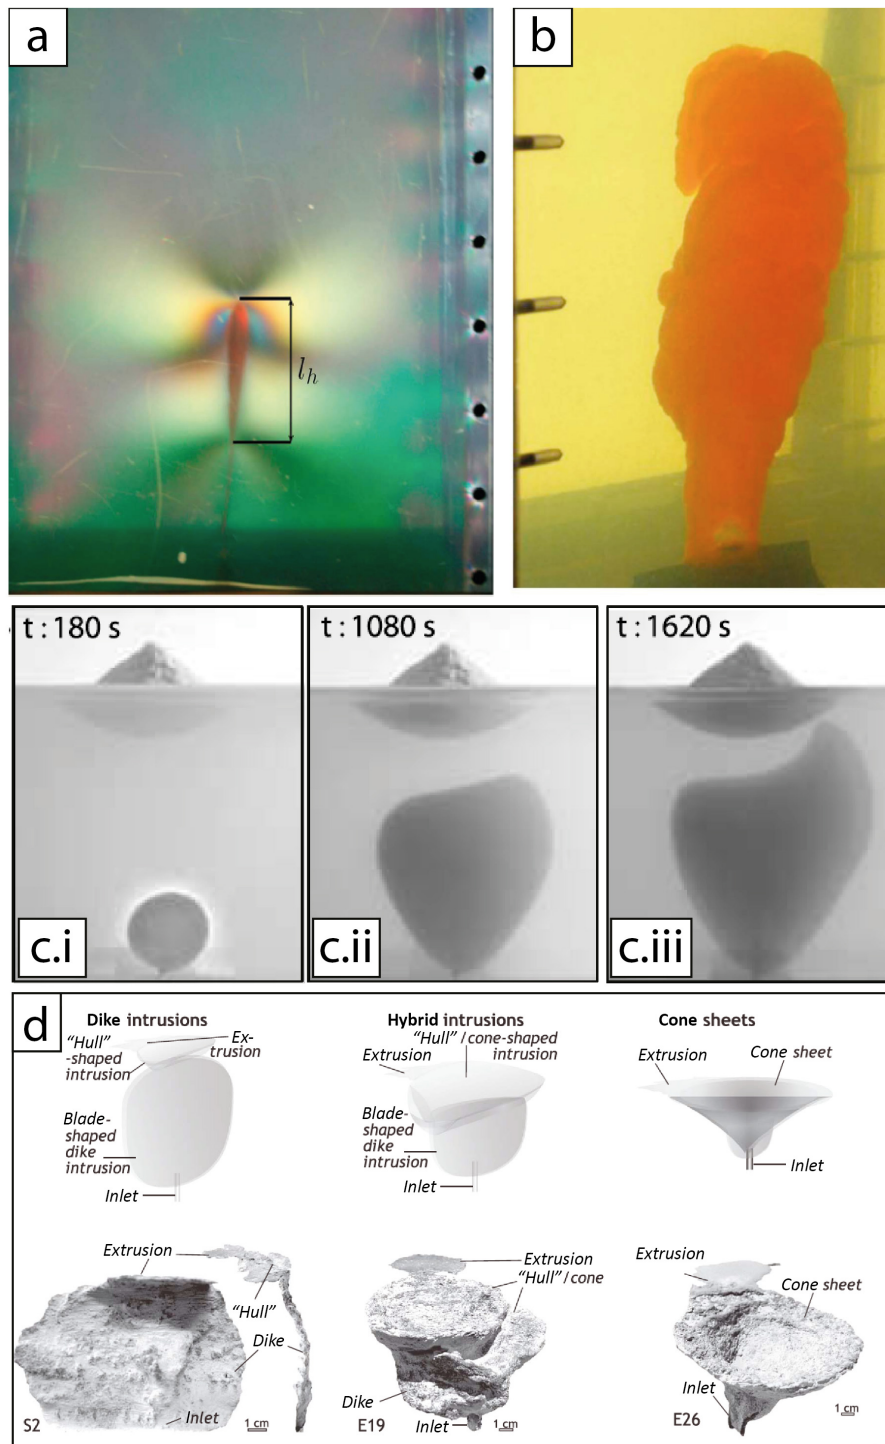 a
b
l_h
t : 180 s
t : 1080 s
t : 1620 s
c.i
c.ii
c.iii
d
Dike intrusions
"Hull"
-shaped
intrusion
Ex-
trusion
Blade-
shaped
dike
intrusion
Inlet
Hybrid intrusions
"Hull" /cone-shaped
intrusion
Extrusion
Blade-
shaped
dike
intrusion
Inlet
Cone sheets
Extrusion
Cone sheet
Inlet
Extrusion
"Hull"
Dike
Inlet
S2
1 cm
Extrusion
"Hull"/cone
Dike
Inlet
E19
1 cm
Extrusion
Cone sheet
Inlet
E26
1cm